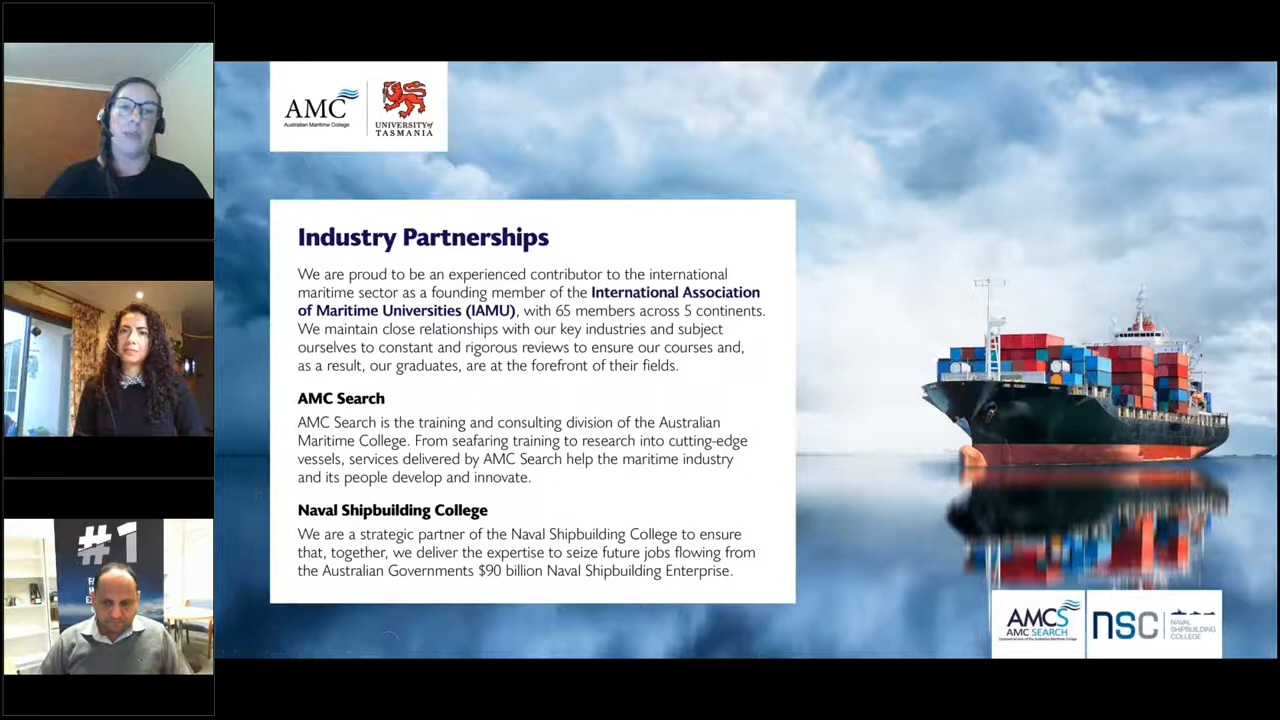 AMC
Australian Maritime College
UNIVERSITY of
TASMANIA
Industry Partnerships
We are proud to be an experienced contributor to the international
maritime sector as a founding member of the International Association
of Maritime Universities (IAMU), with 65 members across 5 continents.
We maintain close relationships with our key industries and subject
ourselves to constant and rigorous reviews to ensure our courses and,
as a result, our graduates, are at the forefront of their fields.
AMC Search
AMC Search is the training and consulting division of the Australian
Maritime College. From seafaring training to research into cutting-edge
vessels, services delivered by AMC Search help the maritime industry
and its people develop and innovate.
Naval Shipbuilding College
We are a strategic partner of the Naval Shipbuilding College to ensure
that, together, we deliver the expertise to seize future jobs flowing from
the Australian Governments $90 billion Naval Shipbuilding Enterprise.
AMCS
AMC SEARCH
Commercial arm of the Australian Maritime College
nsc
NAVAL
SHIPBUILDING
COLLEGE
#1